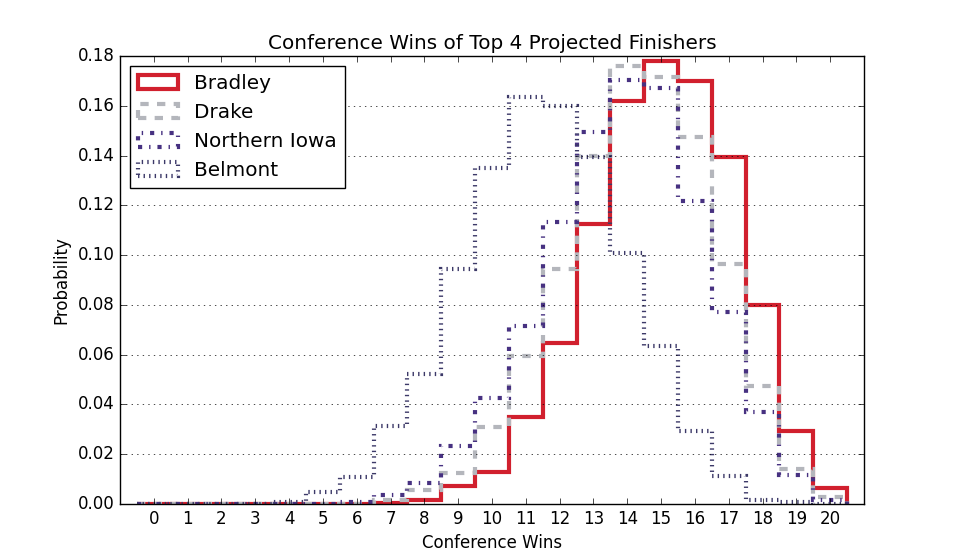 Conference Wins of Top 4 Projected Finishers
Bradley
Drake
Northern Iowa
Belmont
Probability
0.18
0.16
0.14
0.12
0.10
0.08
0.06
0.04
0.02
0.00
0 1 2 3 4 5 6 7 8 9 10 11 12 13 14 15 16 17 18 19 20
Conference Wins